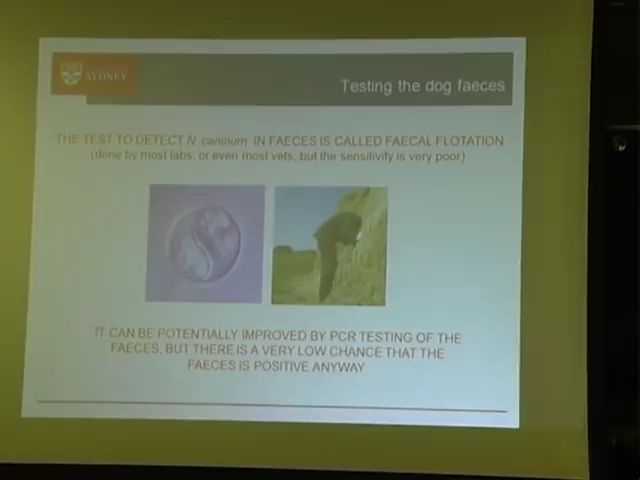 SYDNEY
Testing the dog faeces
THE TEST TO DETECT N caninum IN FAECES IS CALLED FAECAL FLOTATION
(done by most labs, or even most vets, but the sensitivity is very poor)
IT CAN BE POTENTIALLY IMPROVED BY PCR TESTING OF THE
FAECES, BUT THERE IS A VERY LOW CHANCE THAT THE
FAECES IS POSITIVE ANYWAY